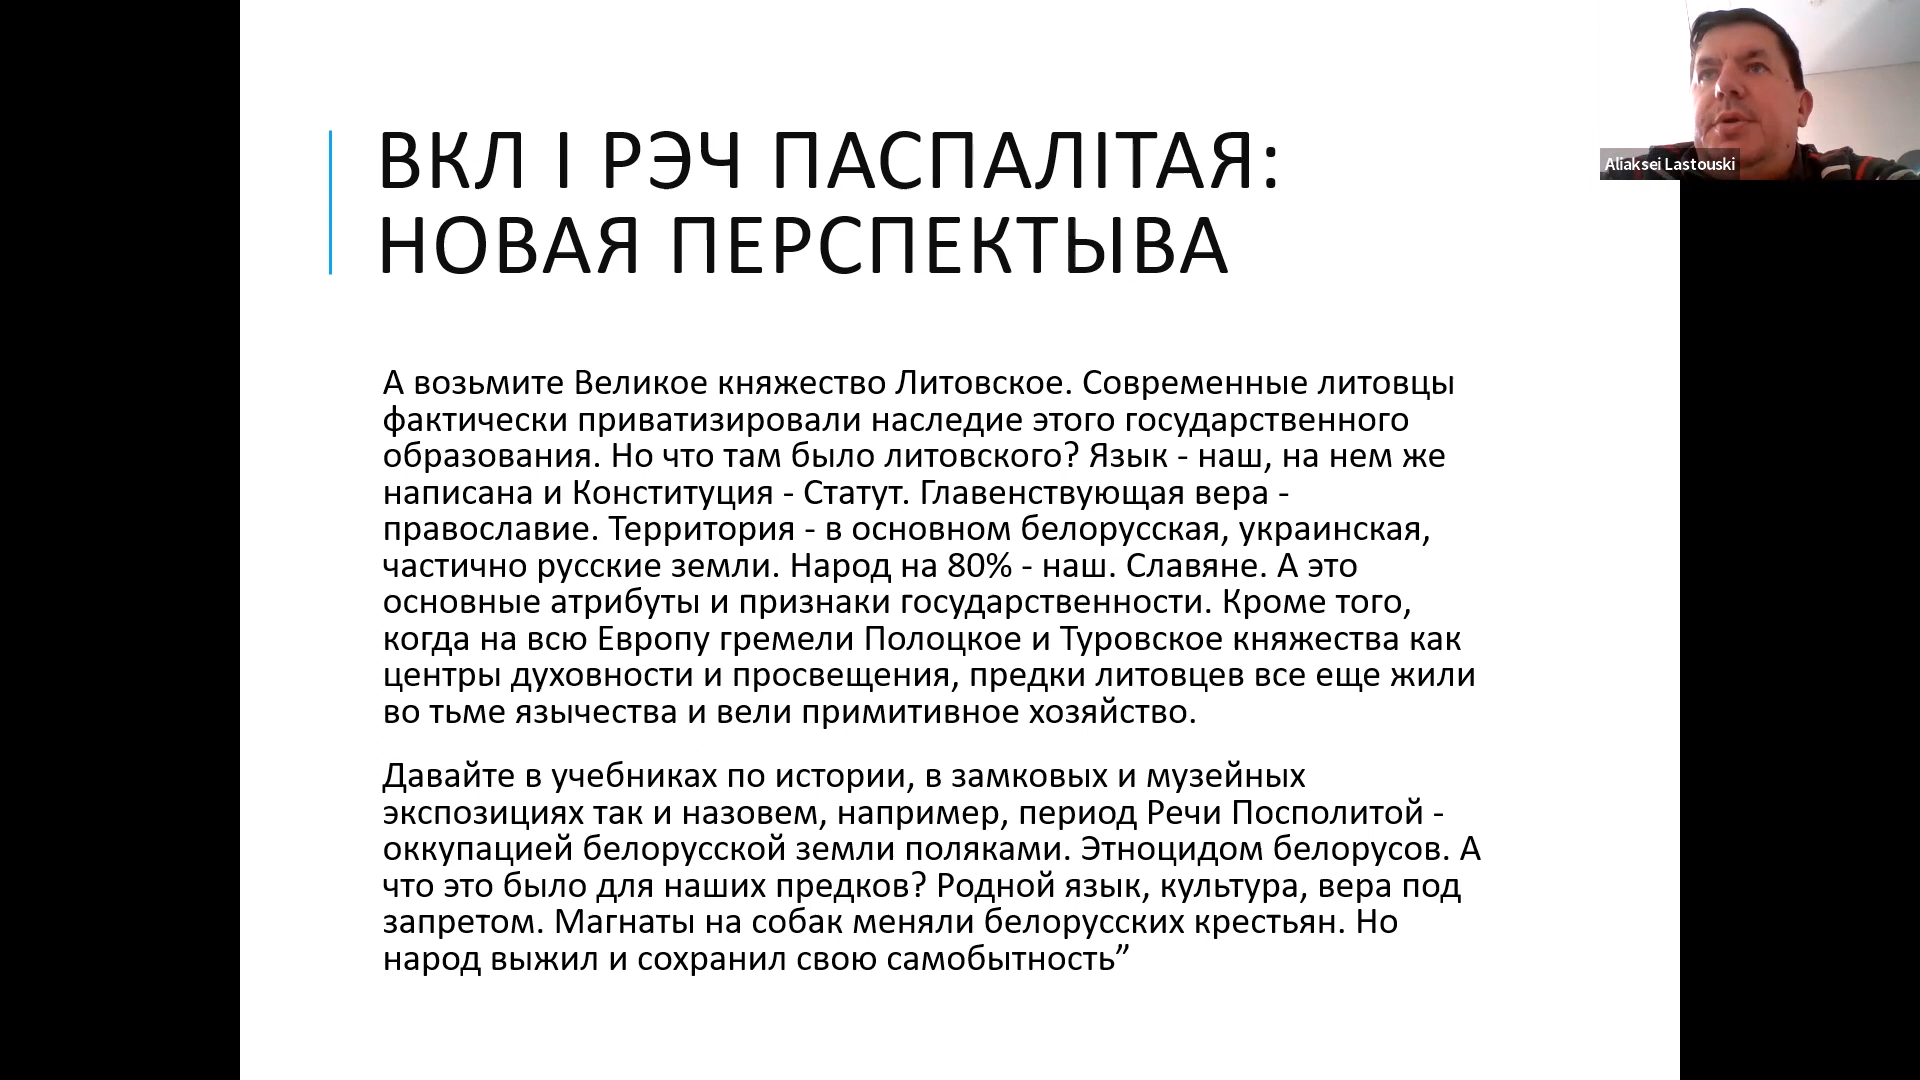 ВКЛ І РЭЧ ПАСПАЛІТАЯ:
НОВАЯ ПЕРСПЕКТЫВА
А возьмите Великое княжество Литовское. Современные литовцы
фактически приватизировали наследие этого государственного
образования. Но что там было литовского? Язык - наш, на нем же
написана и Конституция - Статут. Главенствующая вера -
православие. Территория - в основном белорусская, украинская,
частично русские земли. Народ на 80% - наш. Славяне. А это
основные атрибуты и признаки государственности. Кроме того,
когда на всю Европу гремели Полоцкое и Туровское княжества как
центры духовности и просвещения, предки литовцев все еще жили
во тьме язычества и вели примитивное хозяйство.
Давайте в учебниках по истории, в замковых и музейных
экспозициях так и назовем, например, период Речи Посполитой -
оккупацией белорусской земли поляками. Этноцидом белорусов. А
что это было для наших предков? Родной язык, культура, вера под
запретом. Магнаты на собак меняли белорусских крестьян. Но
народ выжил и сохранил свою самобытность”
Aliaksei Lastouski